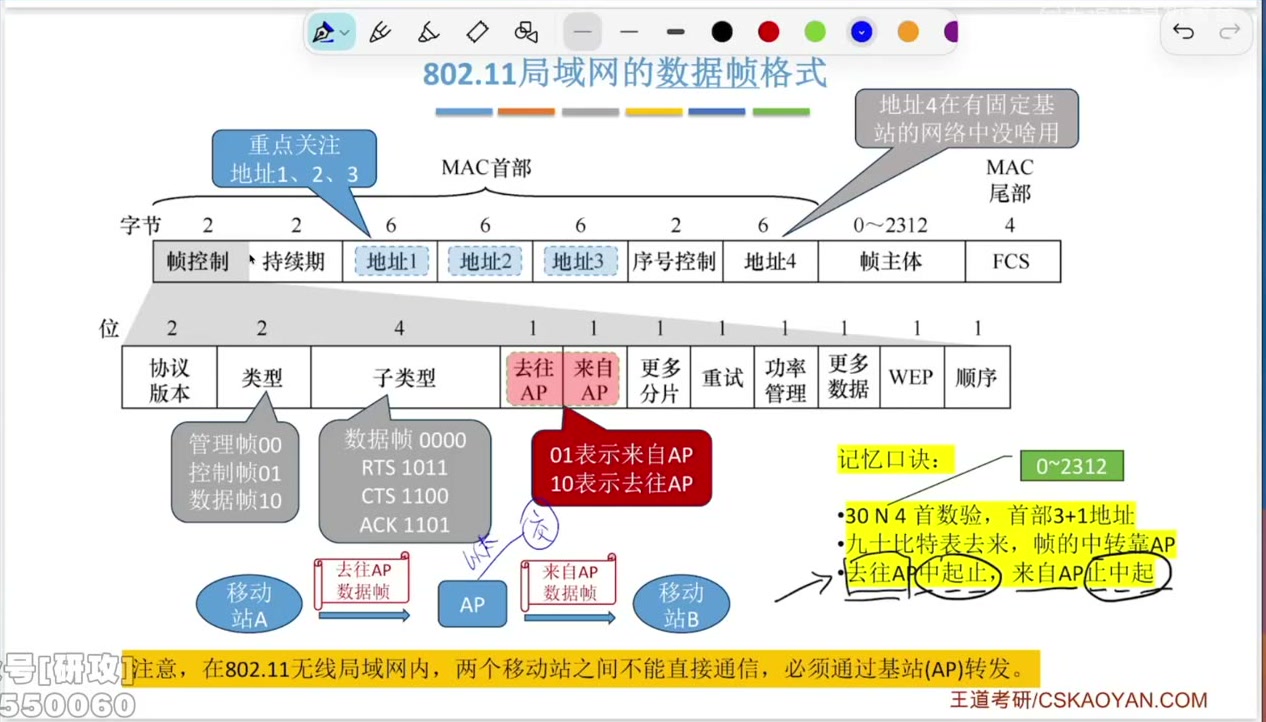 802.11局域网的数据帧格式
地址4在有固定基
站的网络中没啥用
重点关注
地址1、2、3
MAC首部
MAC
尾部
字节 2 2 6 6 6 2 6 0～2312 4
帧控制 持续期 地址1 地址2 地址3 序号控制 地址4 帧主体 FCS
位 2 2 4 1 1 1 1 1 1 1 1
协议版本 类型 子类型 去往AP 来自AP 更多分片 重试 功率管理 更多数据 WEP 顺序
管理帧00
控制帧01
数据帧10
数据帧 0000
RTS 1011
CTS 1100
ACK 1101
01表示来自AP
10表示去往AP
记忆口诀：
0~2312
•30 N 4 首数验，首部3+1地址
•九十比特表去来，帧的中转靠AP
•去往AP中起止，来自AP止中起
移动
站A
去往AP
数据帧
AP
来自AP
数据帧
移动
站B
注意，在802.11无线局域网内，两个移动站之间不能直接通信，必须通过基站(AP)转发。
号[研攻]
550060
王道考研/CSKAOYAN.COM